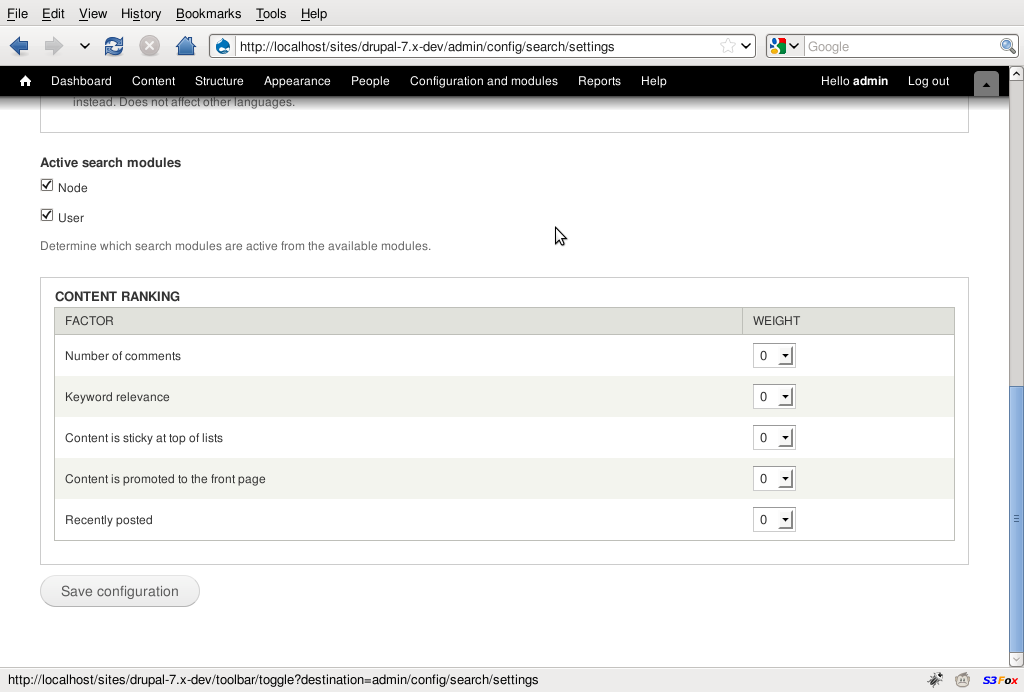 File Edit View History Bookmarks Tools Help
http://localhost/sites/drupal-7.x-dev/admin/config/search/settings Google
Dashboard Content Structure Appearance People Configuration and modules Reports Help Hello admin Log out
instead. Does not affect other languages.
Active search modules
Node
User
Determine which search modules are active from the available modules.
CONTENT RANKING
FACTOR WEIGHT
Number of comments 0
Keyword relevance 0
Content is sticky at top of lists 0
Content is promoted to the front page 0
Recently posted 0
Save configuration
http://localhost/sites/drupal-7.x-dev/toolbar/toggle?destination=admin/config/search/settings S3Fox